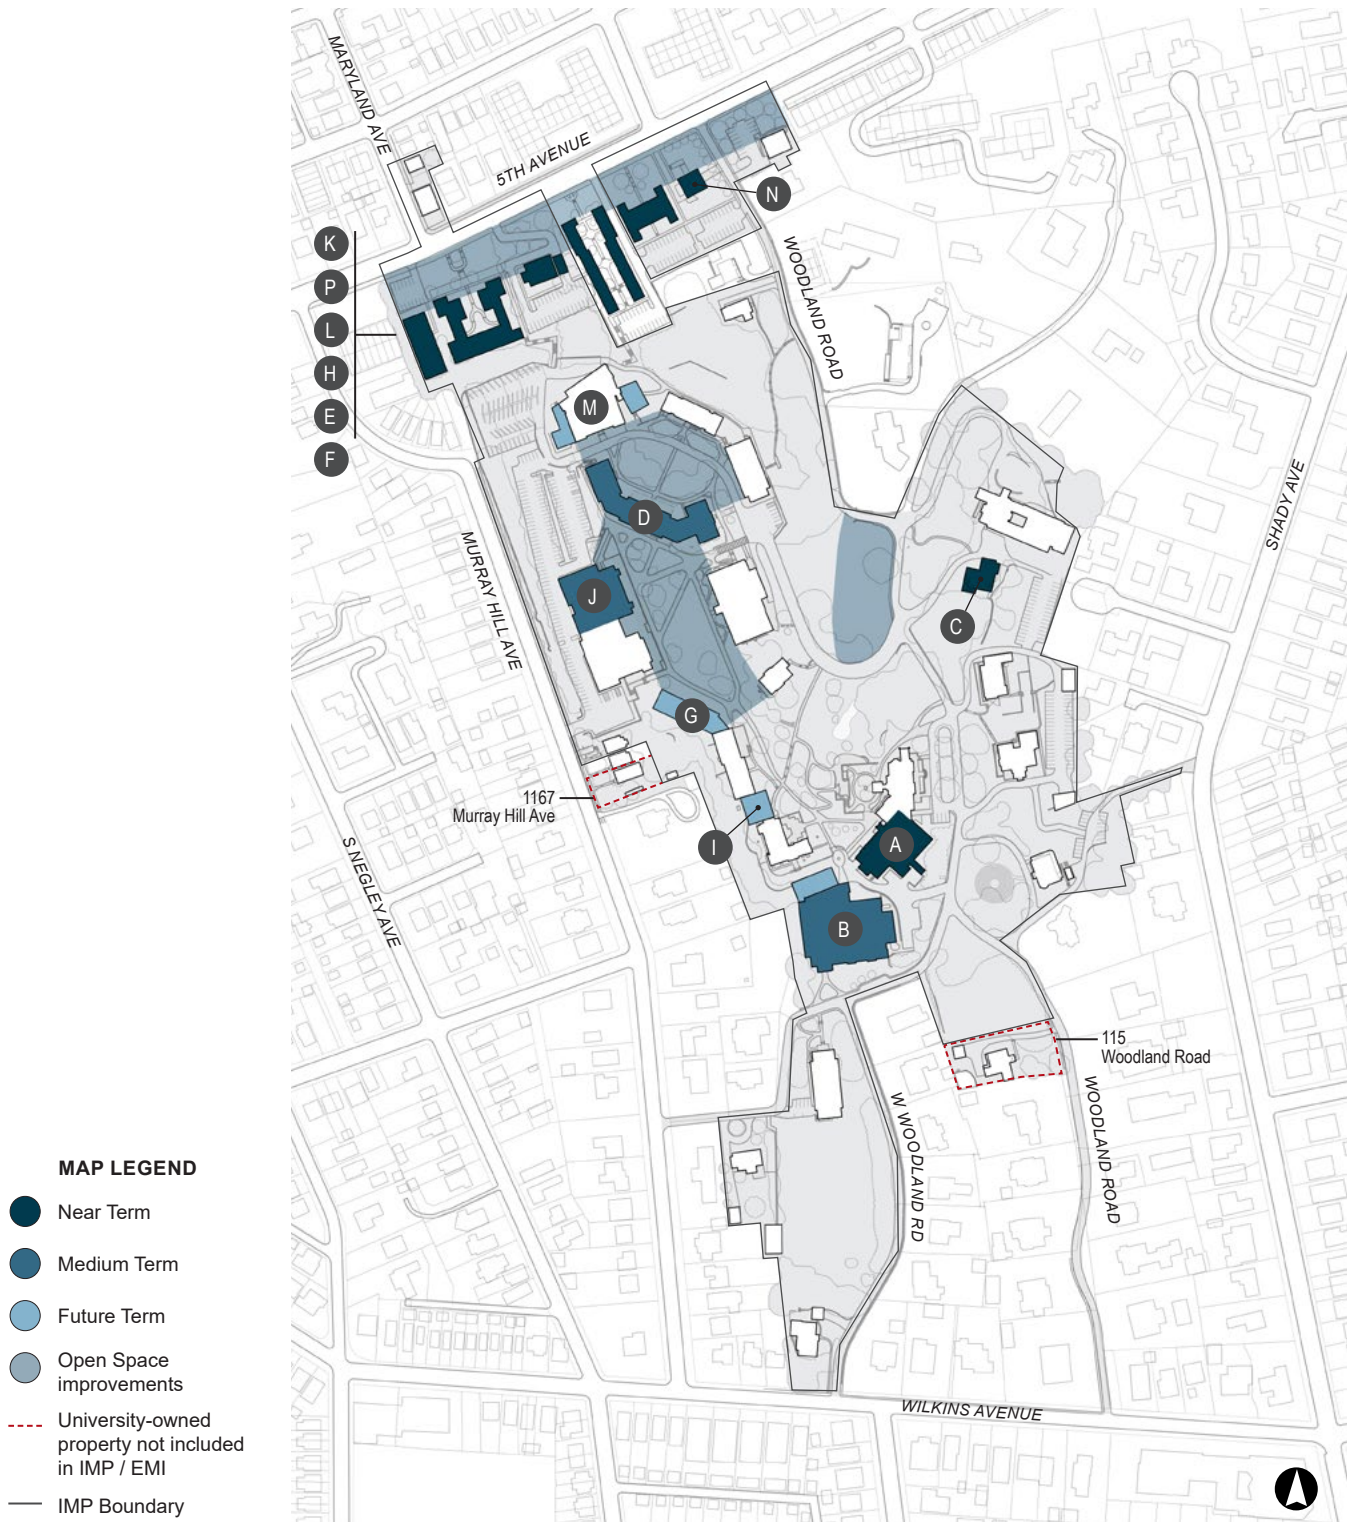 MARYLAND AVE
5TH AVENUE
N
K
P
L
H
E
F
WOODLAND ROAD
M
D
SHADY AVE
MURRAY HILL AVE
J
C
G
1167
Murray Hill Ave
I
A
S NEGLEY AVE
B
115
Woodland Road
W WOODLAND RD
WOODLAND ROAD
WILKINS AVENUE
MAP LEGEND
Near Term
Medium Term
Future Term
Open Space
improvements
University-owned
property not included
in IMP / EMI
IMP Boundary